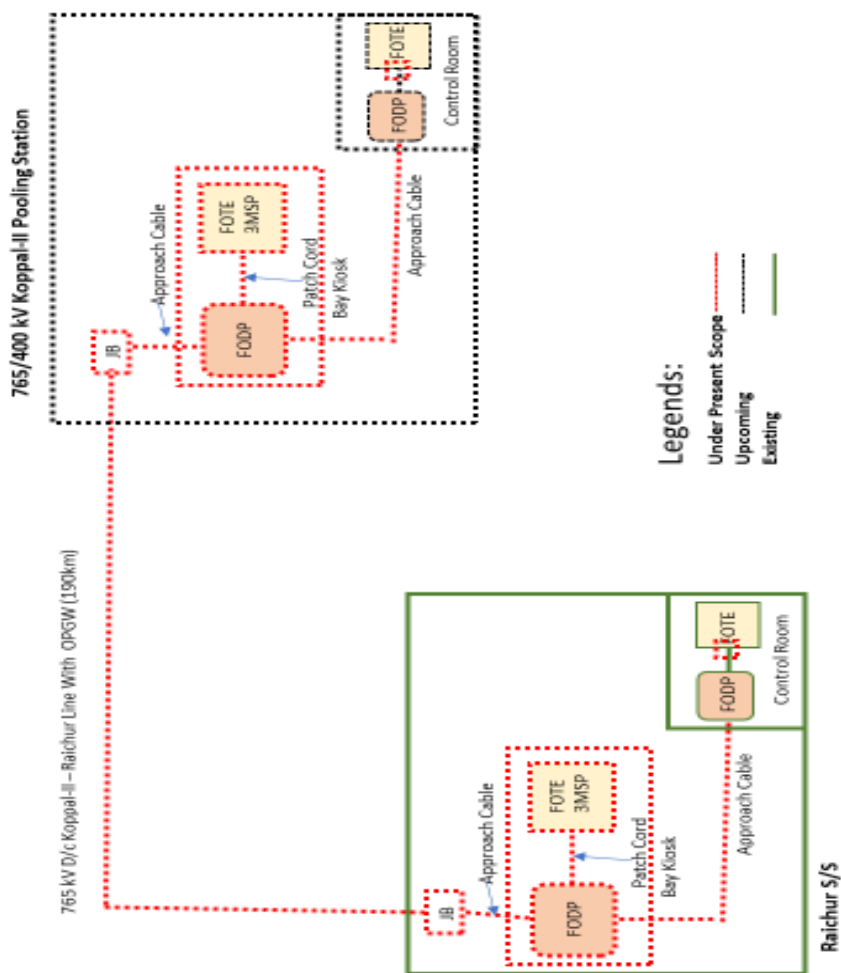 765/400 kV Koppal-II Pooling Station
JB
Approach Cable
FODP
FOTE
3MSP
Patch Cord
Bay Kiosk
Approach Cable
FODP
FOTE
Control Room
765 kV D/c Koppal-II – Raichur Line With OPGW (190km)
JB
Approach Cable
FODP
FOTE
3MSP
Patch Cord
Bay Kiosk
Approach Cable
FODP
FOTE
Control Room
Raichur S/S
Legends:
Under Present Scope
Upcoming
Existing